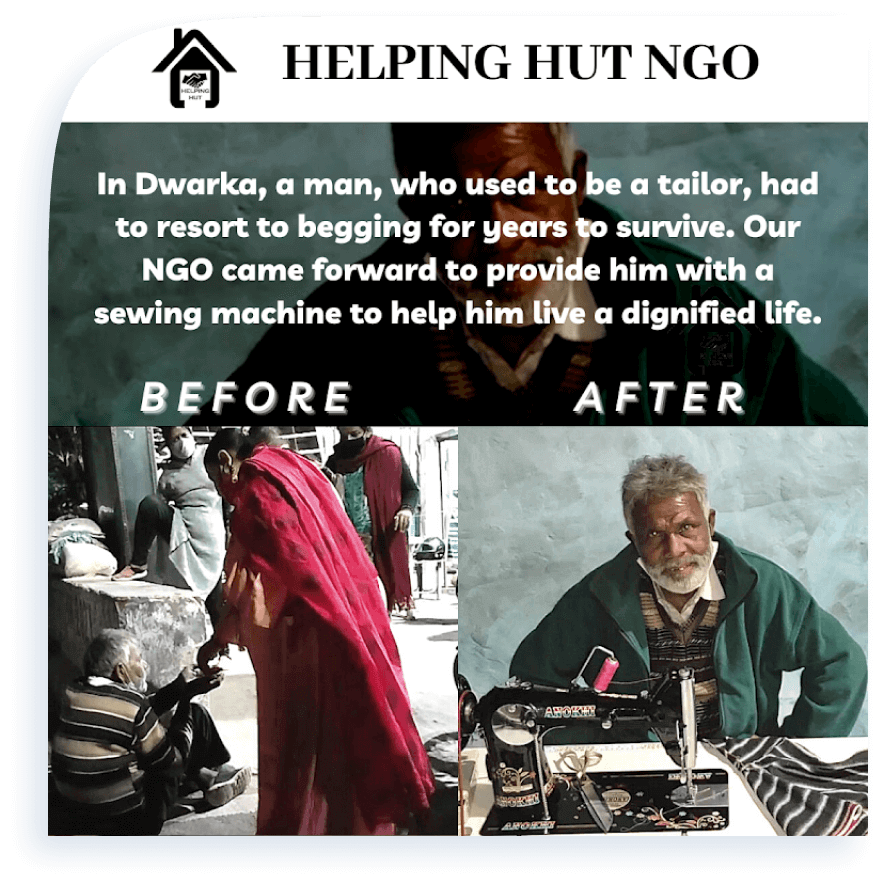 HELPING HUT NGO
HELPING
HUT
In Dwarka, a man, who used to be a tailor, had
to resort to begging for years to survive. Our
NGO came forward to provide him with a
sewing machine to help him live a dignified life.
BEFORE
AFTER
ANOKHI
ANOKHI
ANOKHI